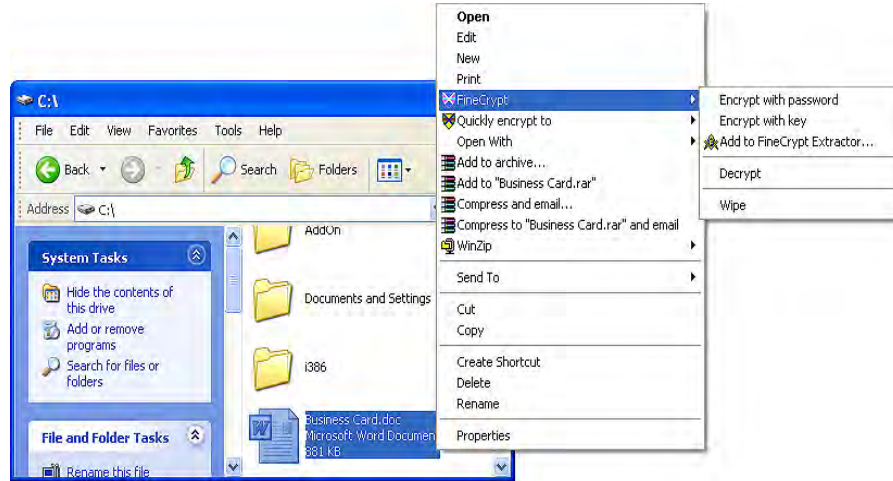 C:\
File Edit View Favorites Tools Help
Back Search Folders
Address C:\
System Tasks
Hide the contents of
this drive
Add or remove
programs
Search for files or
folders
File and Folder Tasks
Rename this file
AddOn
Documents and Settings
i386
Business Card.doc
Microsoft Word Documen
881 KB
Open
Edit
New
Print
FineCrypt
Quickly encrypt to
Open With
Add to archive...
Add to "Business Card.rar"
Compress and email...
Compress to "Business Card.rar" and email
WinZip
Send To
Cut
Copy
Create Shortcut
Delete
Rename
Properties
Encrypt with password
Encrypt with key
Add to FineCrypt Extractor...
Decrypt
Wipe